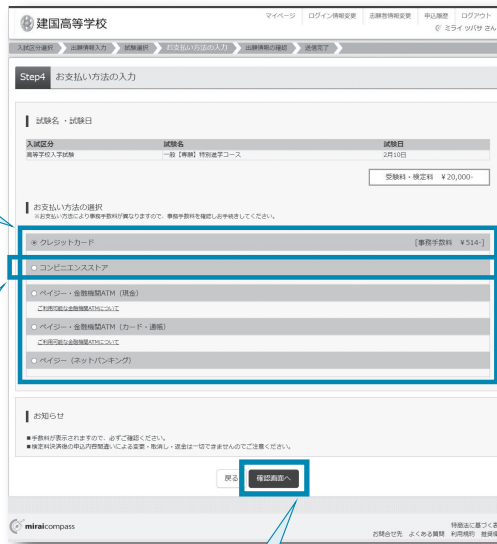 建国高等学校
マイページ ログイン情報変更 志願者情報変更 申込履歴 ログアウト
ミライ ツバサ さん
入試区分選択 出願情報入力 試験選択 お支払い方法の入力 出願情報の確認 送信完了
Step4 お支払い方法の入力
試験名・試験日
入試区分 試験名 試験日
高等学校入学試験 一般【専願】特別進学コース 2月10日
受験料・検定料 ¥20,000-
お支払い方法の選択
※お支払い方法により事務手数料が異なりますので、事務手数料を確認しお手続きしてください。
クレジットカード [事務手数料 ¥514-]
コンビニエンスストア
ペイジー・金融機関ATM（現金）
ご利用可能な金融機関ATMについて
ペイジー・金融機関ATM（カード・通帳）
ご利用可能な金融機関ATMについて
ペイジー（ネットバンキング）
お知らせ
■手数料が表示されますので、必ずご確認ください。
■検定料決済後の申込内容間違いによる変更・取消し・返金は一切できませんのでご注意ください。
戻る 確認画面へ
miraicompass
特商法に基づく表
お問合せ先 よくある質問 利用規約 推奨環